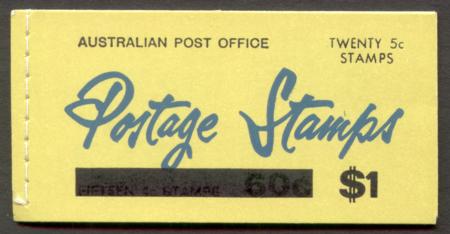 AUSTRALIAN POST OFFICE
TWENTY 5c
STAMPS
Postage Stamps
FIFTEEN 4c STAMPS 60c $1